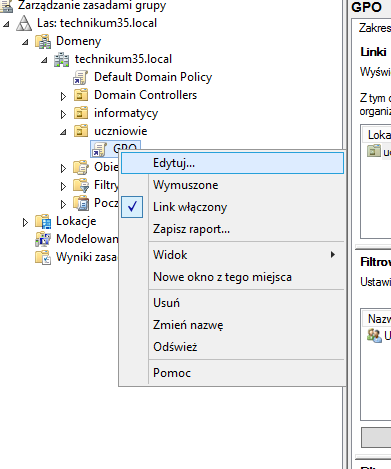 Zarządzanie zasadami grupy
Las: technikum35.local
Domeny
technikum35.local
Default Domain Policy
Domain Controllers
informatycy
uczniowie
GPO
Obie
Filtry
Pocz
Lokacje
Modelowan
Wyniki zasa
Edytuj...
Wymuszone
Link włączony
Zapisz raport...
Widok
Nowe okno z tego miejsca
Usuń
Zmień nazwę
Odśwież
Pomoc
GPO
Zakres
Linki
Wyświ
Z tym o
organiz
Loka
uc
Filtrow
Ustawi
Nazw
U